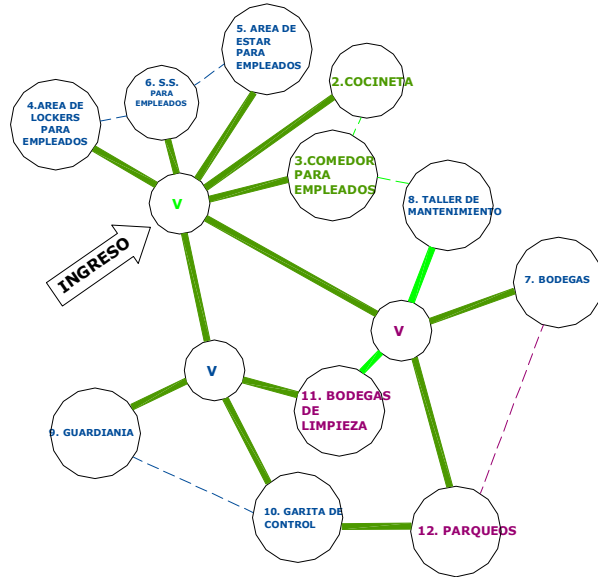 5. AREA DE
ESTAR
PARA
EMPLEADOS
6. S.S.
PARA
EMPLEADOS
2.COCINETA
4.AREA DE
LOCKERS
PARA
EMPLEADOS
3.COMEDOR
PARA
EMPLEADOS
V
8. TALLER DE
MANTENIMIENTO
INGRESO
7. BODEGAS
V
V
11. BODEGAS
DE
LIMPIEZA
9. GUARDIANIA
10. GARITA DE
CONTROL
12. PARQUEOS